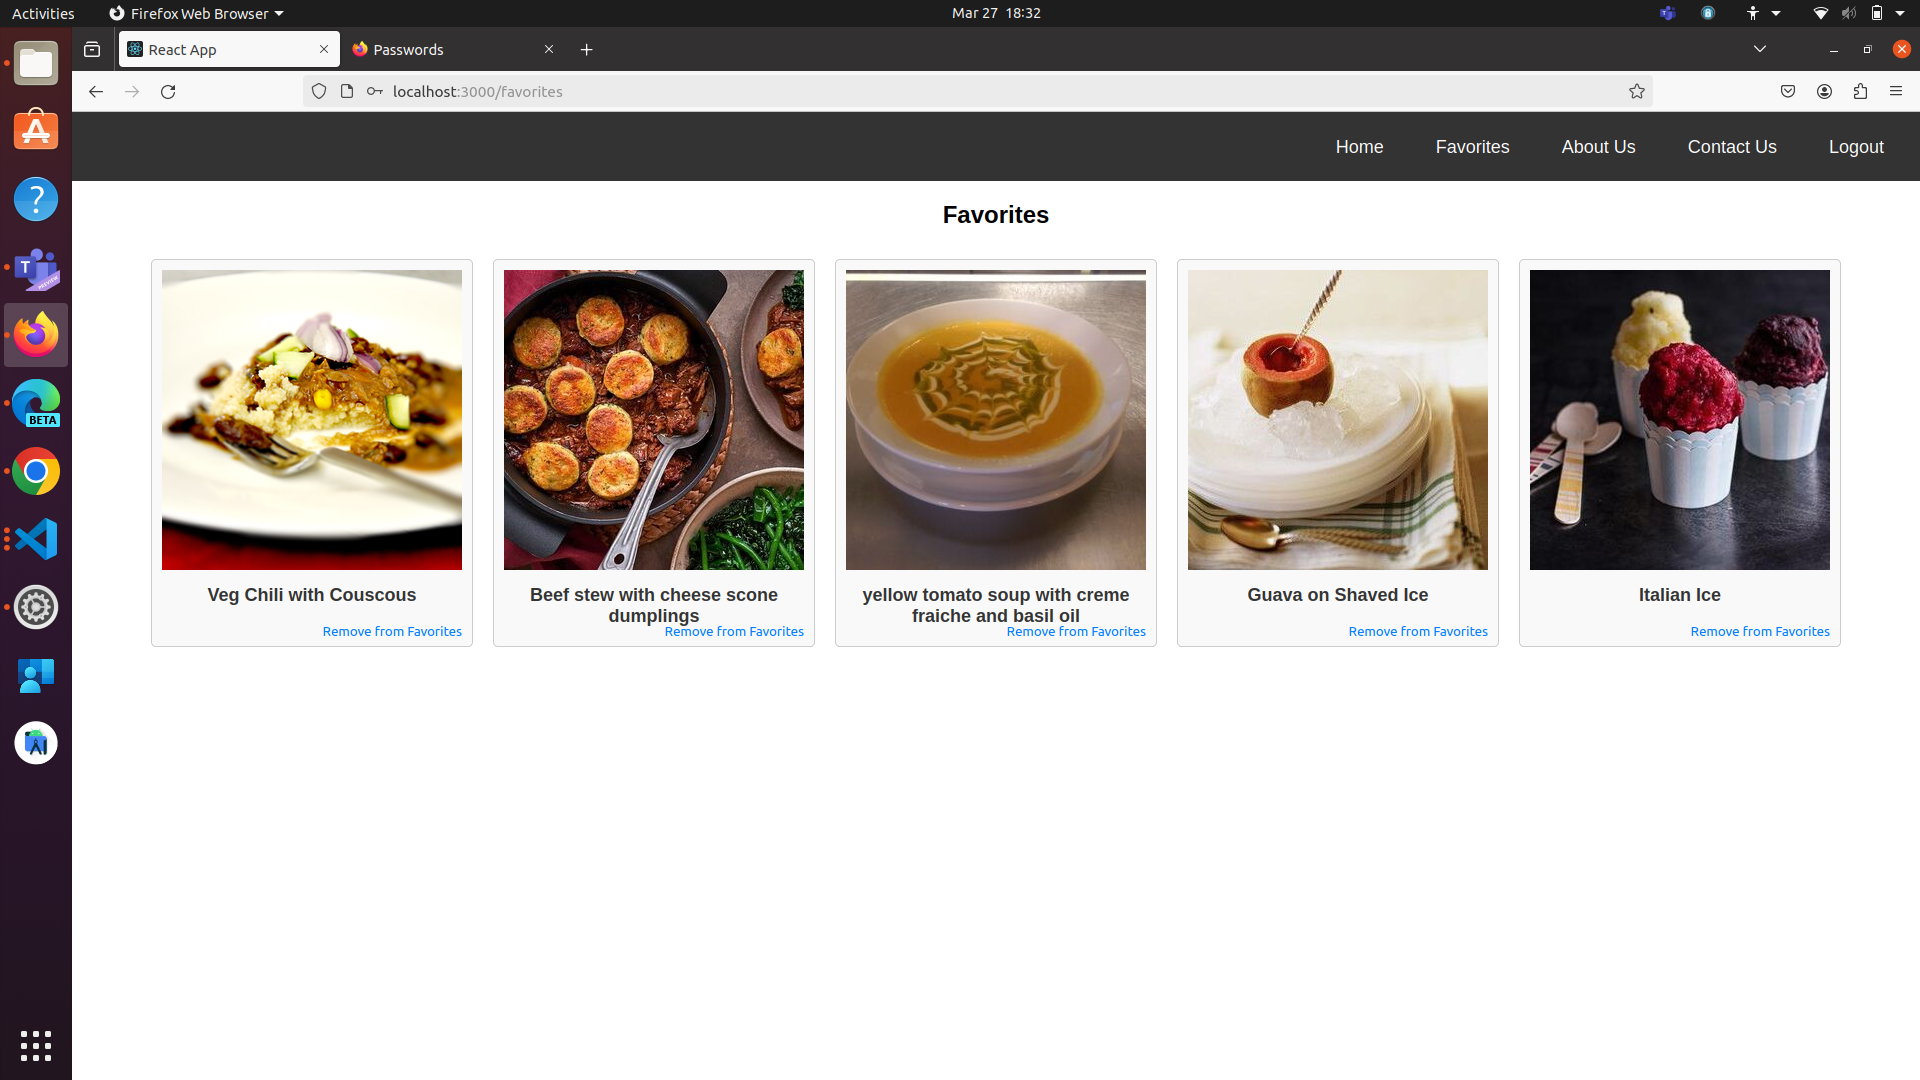 Activities
Firefox Web Browser
Mar 27 18:32
React App
Passwords
localhost:3000/favorites
Home
Favorites
About Us
Contact Us
Logout
Favorites
Veg Chili with Couscous
Remove from Favorites
Beef stew with cheese scone
dumplings
Remove from Favorites
yellow tomato soup with creme
fraiche and basil oil
Remove from Favorites
Guava on Shaved Ice
Remove from Favorites
Italian Ice
Remove from Favorites
T
PREVIEW
BETA